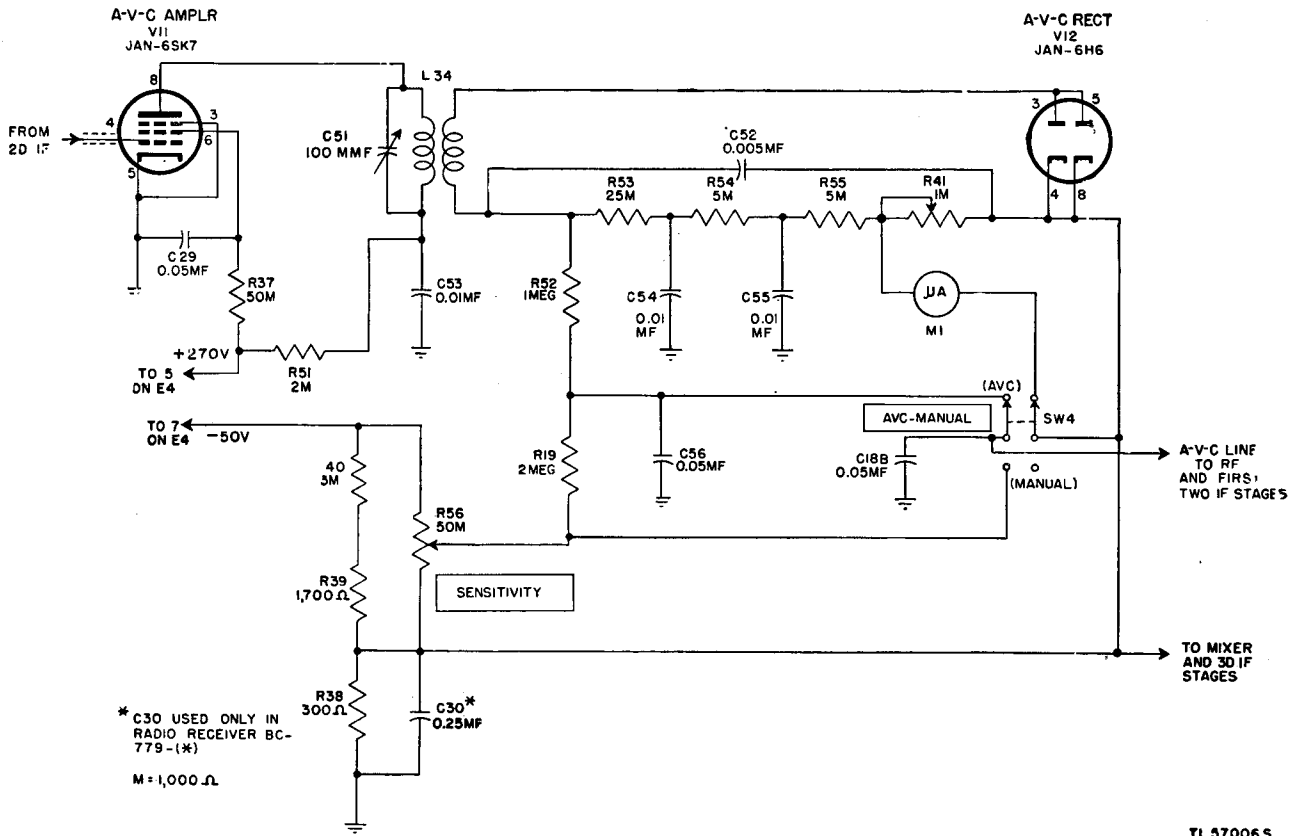 A-V-C AMPLR
V11
JAN-6SK7
A-V-C RECT
V12
JAN-6H6
8
L 34
3
5
4
3
6
FROM
2D IF
C51
100 MMF
C52
0.005MF
5
R53
25M
R54
5M
R55
5M
R41
1M
4
8
C29
0.05MF
R37
50M
C53
0.01MF
R52
1MEG
C54
0.01
MF
C55
0.01
MF
μA
M1
+270V
TO 5
ON E4
R51
2M
(AVC)
AVC-MANUAL
SW4
TO 7
ON E4
-50V
40
3M
R19
2MEG
C56
0.05MF
C18B
0.05MF
(MANUAL)
A-V-C LINE
TO RF
AND FIRST
TWO IF STAGES
R56
50M
R39
1,700Ω
SENSITIVITY
TO MIXER
AND 3D IF
STAGES
R38
300Ω
C30*
0.25MF
* C30 USED ONLY IN
RADIO RECEIVER BC-
779-(*)
M=1,000Ω
TL 57006S